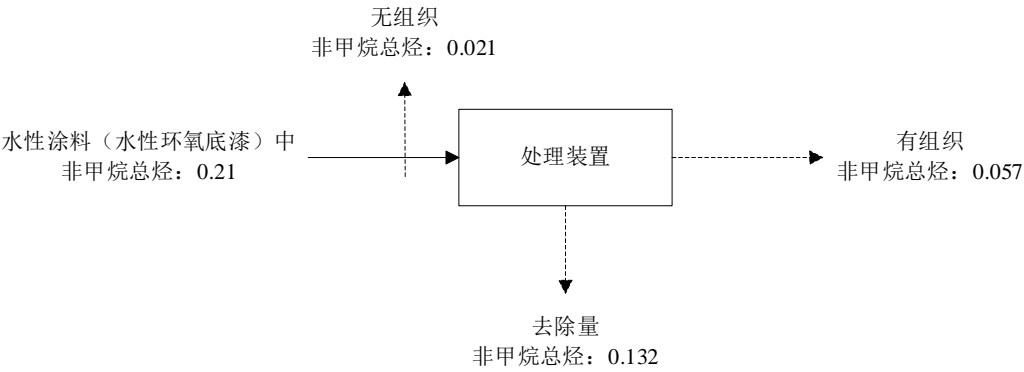 无组织
非甲烷总烃：0.021
水性涂料（水性环氧底漆）中
非甲烷总烃：0.21
处理装置
有组织
非甲烷总烃：0.057
去除量
非甲烷总烃：0.132